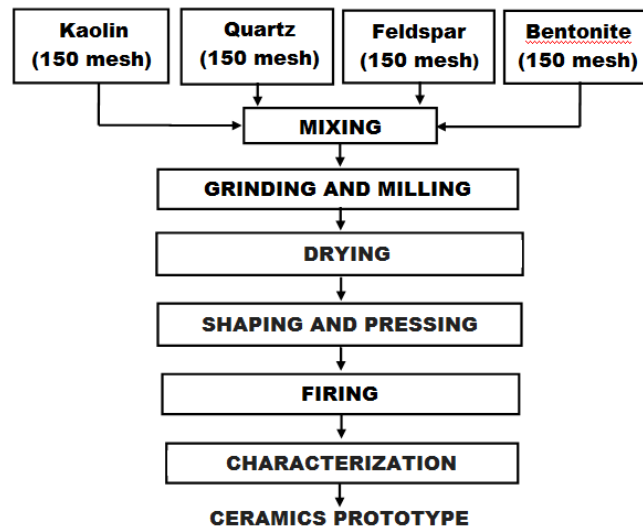 Kaolin
(150 mesh)
Quartz
(150 mesh)
Feldspar
(150 mesh)
Bentonite
(150 mesh)
MIXING
GRINDING AND MILLING
DRYING
SHAPING AND PRESSING
FIRING
CHARACTERIZATION
CERAMICS PROTOTYPE